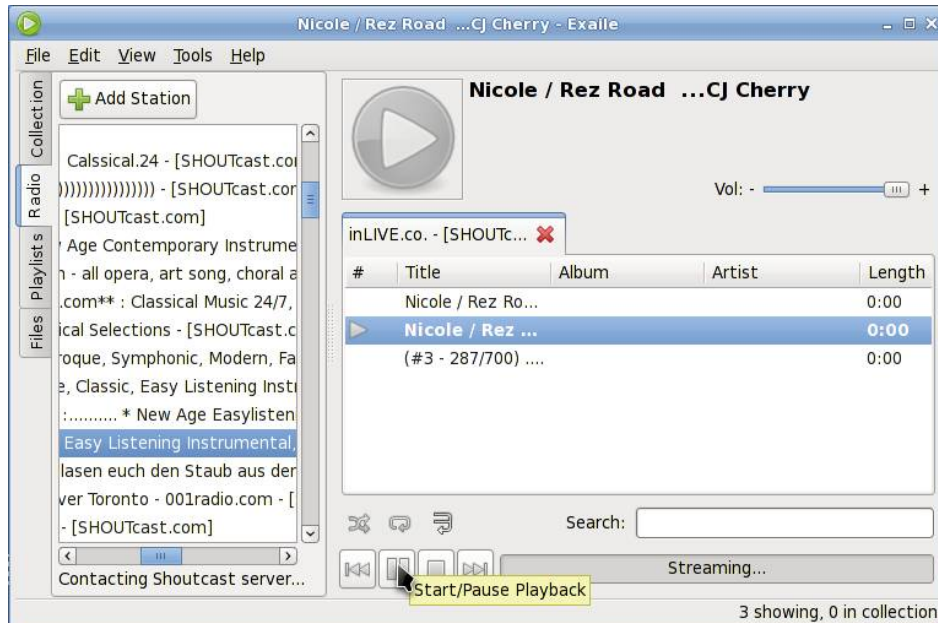 Nicole / Rez Road ...CJ Cherry - Exaile
File Edit View Tools Help
Collection
Radio
Playlists
Files
Add Station
Calssical.24 - [SHOUTcast.con
)))))))))))))))) - [SHOUTcast.con
[SHOUTcast.com]
Age Contemporary Instrume
- all opera, art song, choral a
.com** : Classical Music 24/7,
ical Selections - [SHOUTcast.c
roque, Symphonic, Modern, Fa
e, Classic, Easy Listening Instr
:.......... * New Age Easylisten
Easy Listening Instrumental,
lasen euch den Staub aus der
ver Toronto - 001radio.com - [
- [SHOUTcast.com]
Contacting Shoutcast server...
Nicole / Rez Road ...CJ Cherry
Vol: - +
inLIVE.co. - [SHOUTc...
# Title Album Artist Length
Nicole / Rez Ro... 0:00
Nicole / Rez ... 0:00
(#3 - 287/700) .... 0:00
Search:
Streaming...
Start/Pause Playback
3 showing, 0 in collection